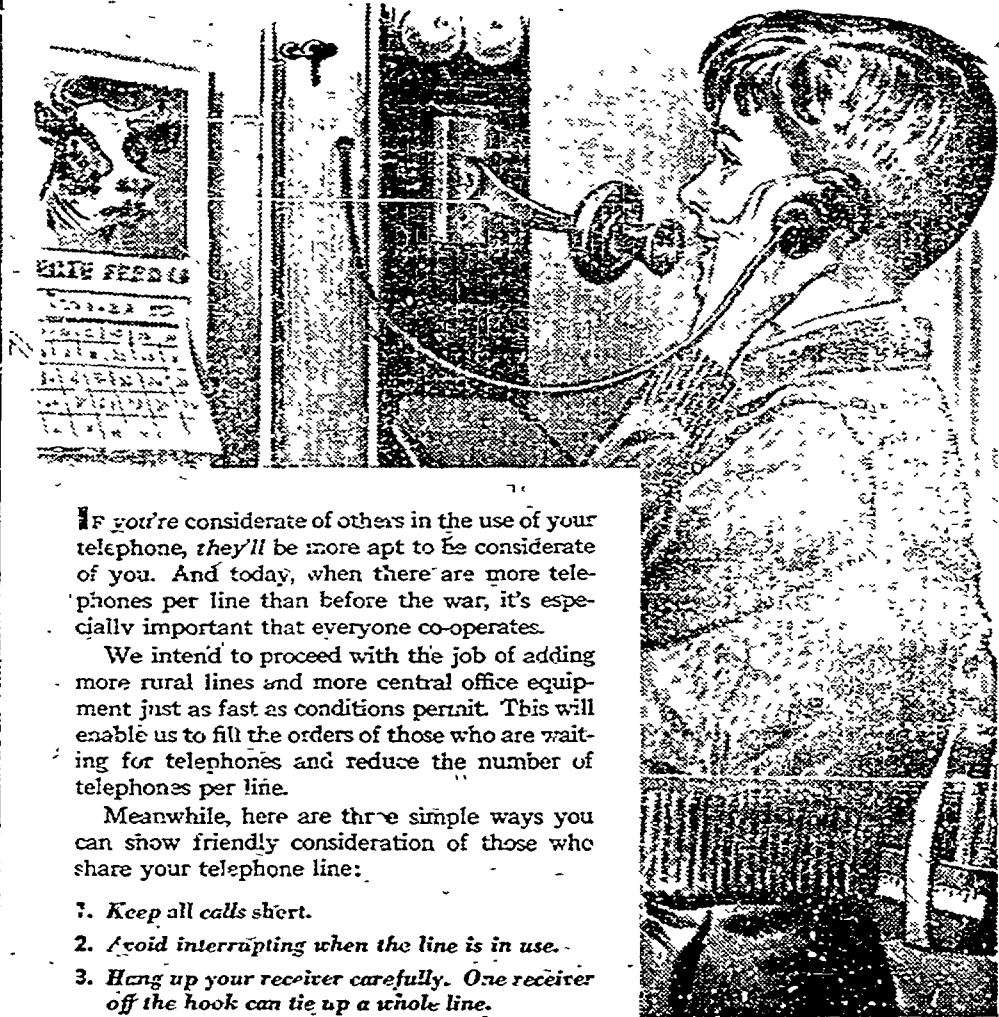 FEED
IF you're considerate of others in the use of your
telephone, they'll be more apt to be considerate
of you. And today, when there are more tele-
phones per line than before the war, it's espe-
cially important that everyone co-operates.
We intend to proceed with the job of adding
more rural lines and more central office equip-
ment just as fast as conditions permit. This will
enable us to fill the orders of those who are wait-
ing for telephones and reduce the number of
telephones per line.
Meanwhile, here are three simple ways you
can show friendly consideration of those who
share your telephone line:
1. Keep all calls short.
2. Avoid interrupting when the line is in use.
3. Hang up your receiver carefully. One receiver
off the hook can tie up a whole line.